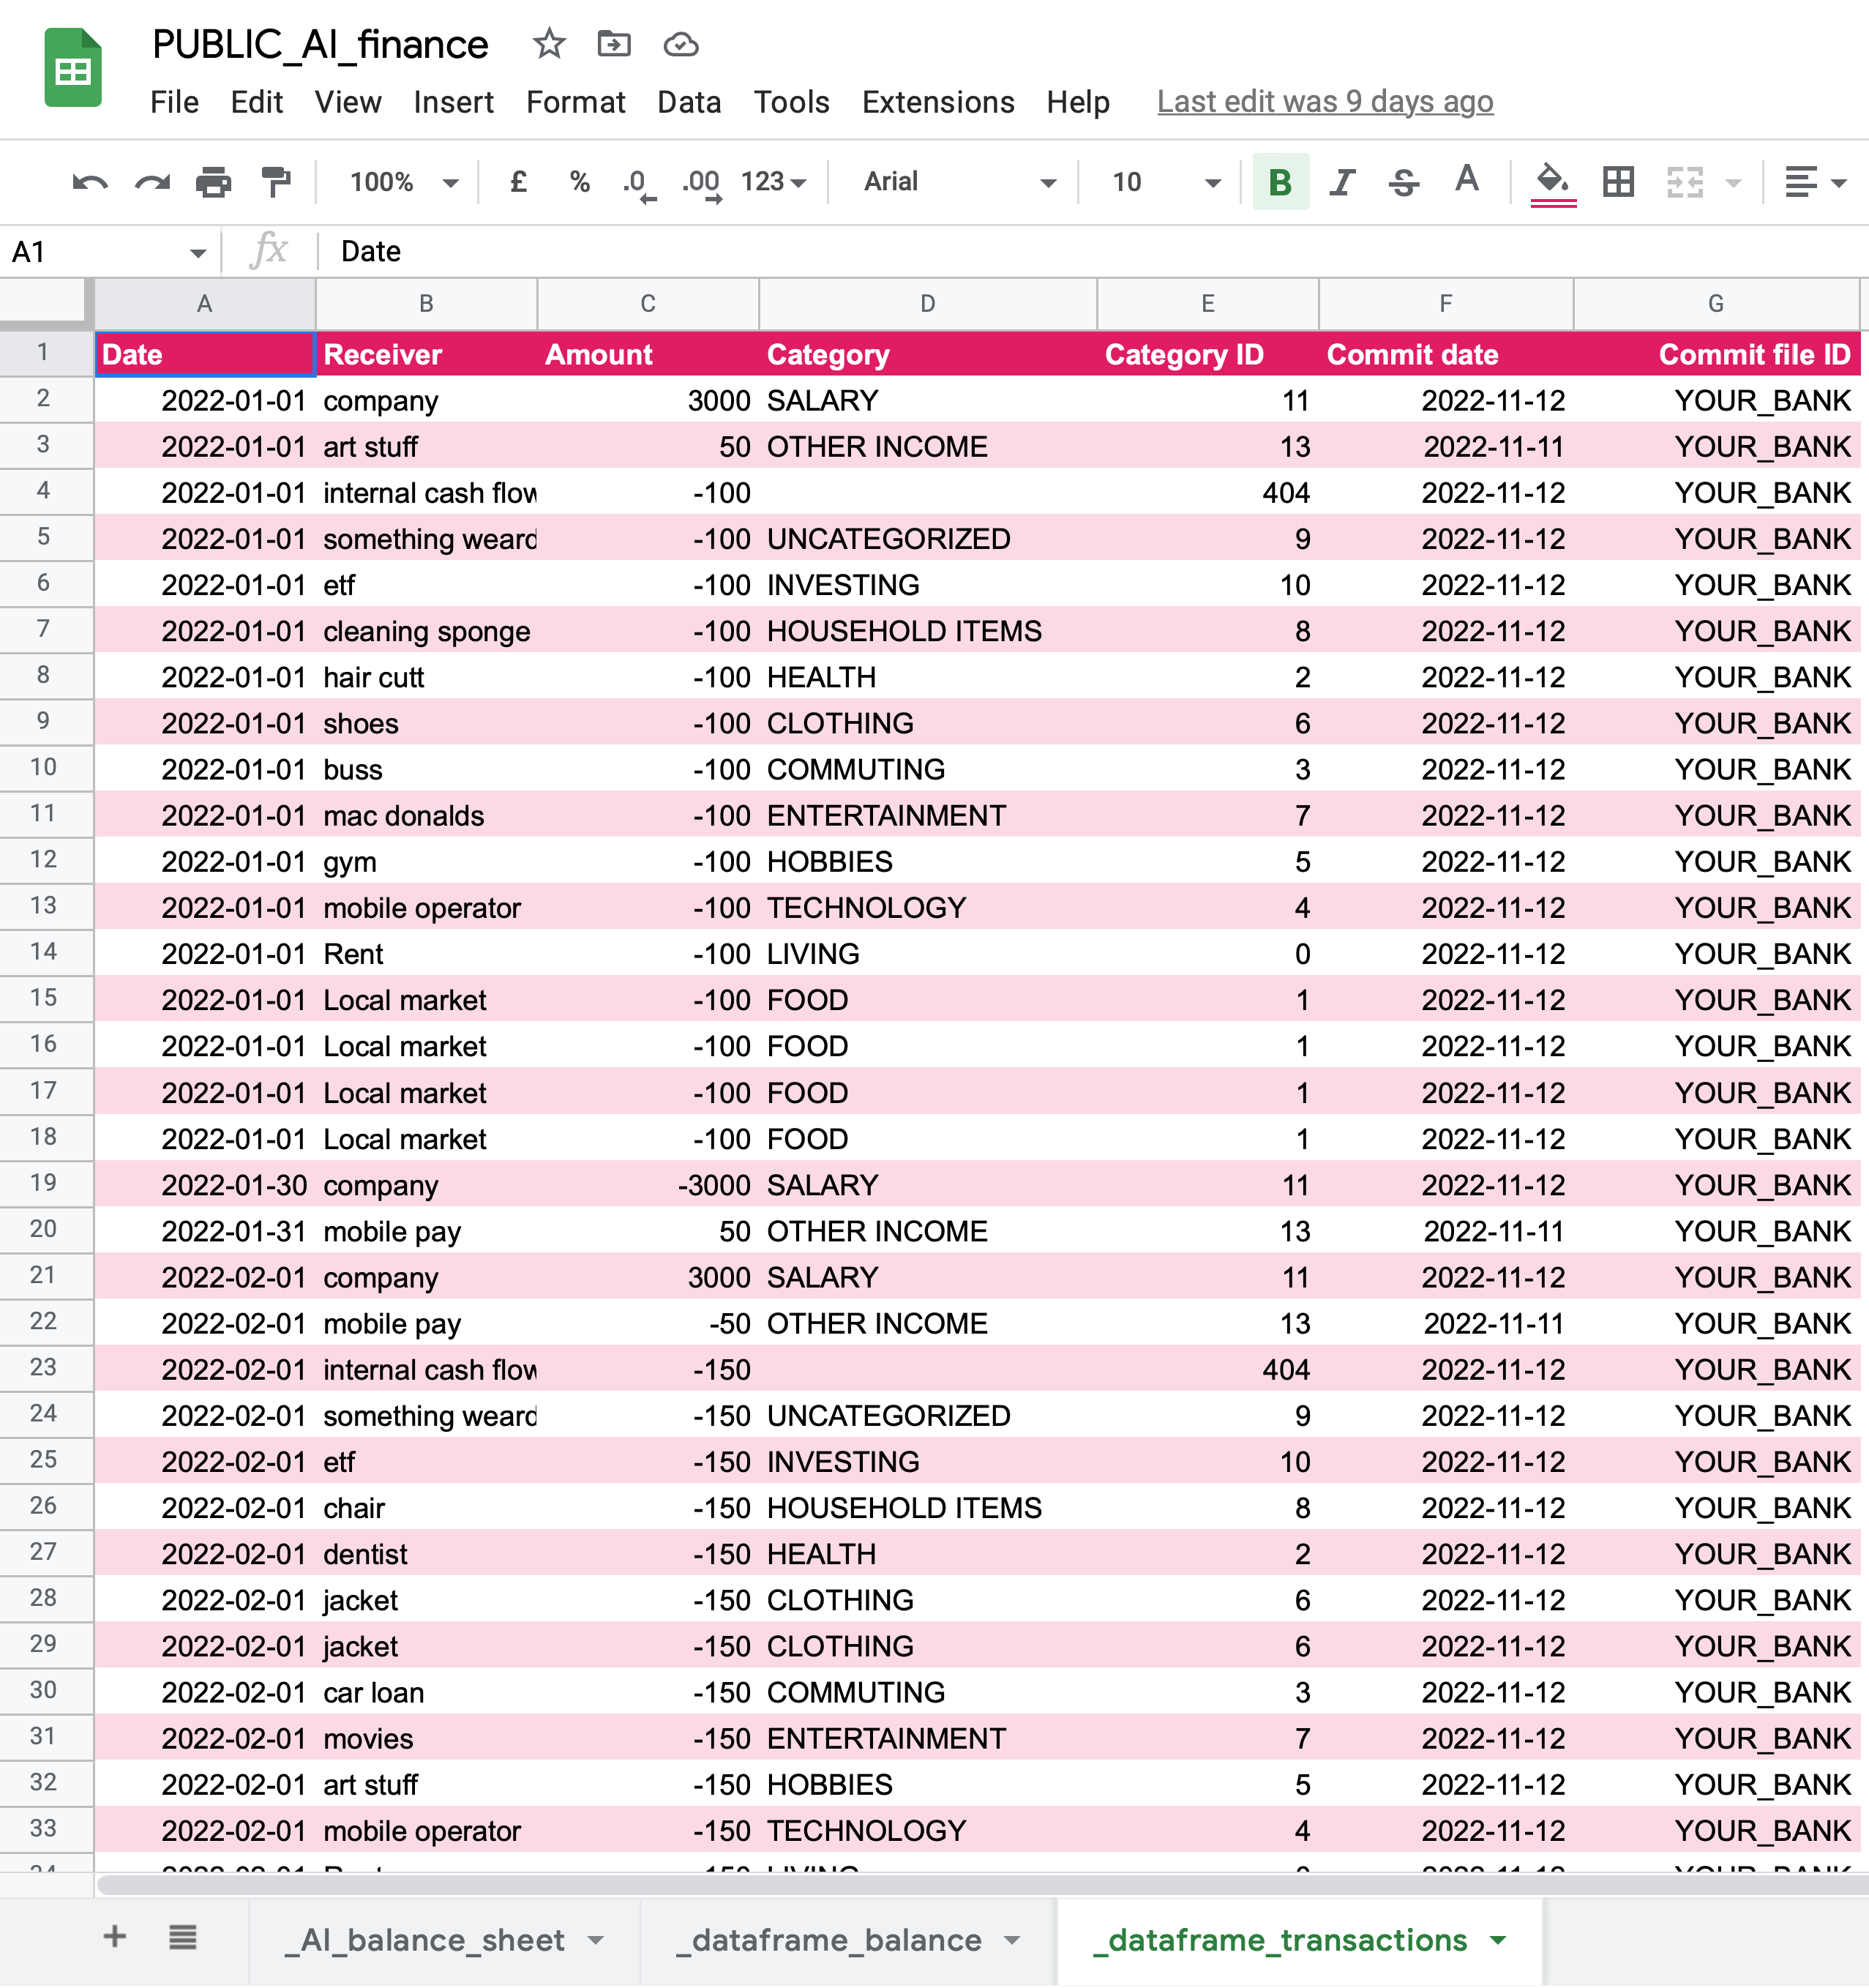 PUBLIC_AI_finance
File Edit View Insert Format Data Tools Extensions Help Last edit was 9 days ago
100% £ % .0 .00 123 Arial 10 B I S A
A1 fx Date
A B C D E F G
1 Date Receiver Amount Category Category ID Commit date Commit file ID
2 2022-01-01 company 3000 SALARY 11 2022-11-12 YOUR_BANK
3 2022-01-01 art stuff 50 OTHER INCOME 13 2022-11-11 YOUR_BANK
4 2022-01-01 internal cash flow -100 404 2022-11-12 YOUR_BANK
5 2022-01-01 something weard -100 UNCATEGORIZED 9 2022-11-12 YOUR_BANK
6 2022-01-01 etf -100 INVESTING 10 2022-11-12 YOUR_BANK
7 2022-01-01 cleaning sponge -100 HOUSEHOLD ITEMS 8 2022-11-12 YOUR_BANK
8 2022-01-01 hair cutt -100 HEALTH 2 2022-11-12 YOUR_BANK
9 2022-01-01 shoes -100 CLOTHING 6 2022-11-12 YOUR_BANK
10 2022-01-01 buss -100 COMMUTING 3 2022-11-12 YOUR_BANK
11 2022-01-01 mac donalds -100 ENTERTAINMENT 7 2022-11-12 YOUR_BANK
12 2022-01-01 gym -100 HOBBIES 5 2022-11-12 YOUR_BANK
13 2022-01-01 mobile operator -100 TECHNOLOGY 4 2022-11-12 YOUR_BANK
14 2022-01-01 Rent -100 LIVING 0 2022-11-12 YOUR_BANK
15 2022-01-01 Local market -100 FOOD 1 2022-11-12 YOUR_BANK
16 2022-01-01 Local market -100 FOOD 1 2022-11-12 YOUR_BANK
17 2022-01-01 Local market -100 FOOD 1 2022-11-12 YOUR_BANK
18 2022-01-01 Local market -100 FOOD 1 2022-11-12 YOUR_BANK
19 2022-01-30 company -3000 SALARY 11 2022-11-12 YOUR_BANK
20 2022-01-31 mobile pay 50 OTHER INCOME 13 2022-11-11 YOUR_BANK
21 2022-02-01 company 3000 SALARY 11 2022-11-12 YOUR_BANK
22 2022-02-01 mobile pay -50 OTHER INCOME 13 2022-11-11 YOUR_BANK
23 2022-02-01 internal cash flow -150 404 2022-11-12 YOUR_BANK
24 2022-02-01 something weard -150 UNCATEGORIZED 9 2022-11-12 YOUR_BANK
25 2022-02-01 etf -150 INVESTING 10 2022-11-12 YOUR_BANK
26 2022-02-01 chair -150 HOUSEHOLD ITEMS 8 2022-11-12 YOUR_BANK
27 2022-02-01 dentist -150 HEALTH 2 2022-11-12 YOUR_BANK
28 2022-02-01 jacket -150 CLOTHING 6 2022-11-12 YOUR_BANK
29 2022-02-01 jacket -150 CLOTHING 6 2022-11-12 YOUR_BANK
30 2022-02-01 car loan -150 COMMUTING 3 2022-11-12 YOUR_BANK
31 2022-02-01 movies -150 ENTERTAINMENT 7 2022-11-12 YOUR_BANK
32 2022-02-01 art stuff -150 HOBBIES 5 2022-11-12 YOUR_BANK
33 2022-02-01 mobile operator -150 TECHNOLOGY 4 2022-11-12 YOUR_BANK
_AI_balance_sheet _dataframe_balance _dataframe_transactions